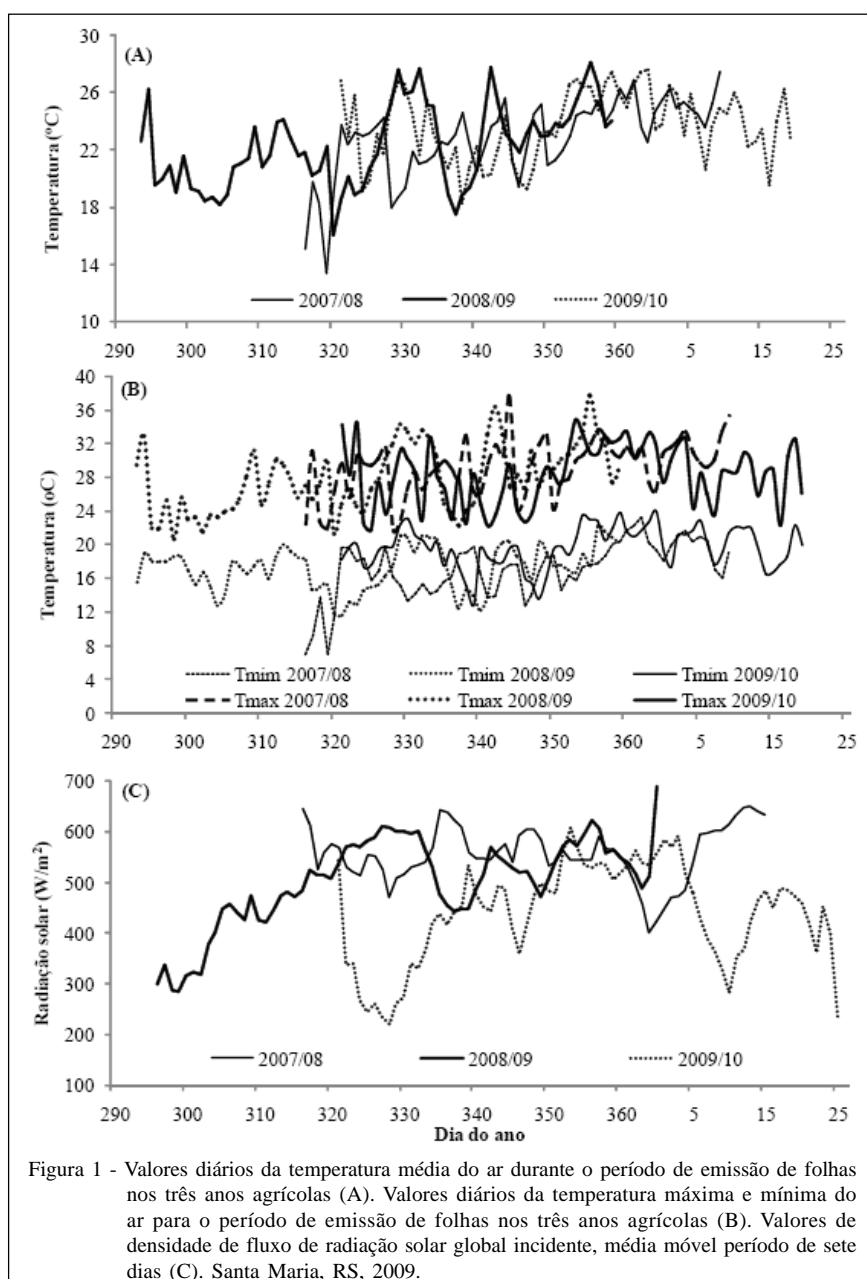 (A)
Temperatura (ºC)
30
26
22
18
14
10
2007/08 2008/09 2009/10
290 300 310 320 330 340 350 360 5 15 25
(B)
Temperatura (oC)
40
36
32
28
24
20
16
12
8
4
0
Tmim 2007/08 Tmim 2008/09 Tmim 2009/10
Tmax 2007/08 Tmax 2008/09 Tmax 2009/10
290 300 310 320 330 340 350 360 5 15 25
(C)
Radiação solar (W/m²)
700
600
500
400
300
200
100
2007/08 2008/09 2009/10
290 300 310 320 330 340 350 360 5 15 25
Dia do ano
Figura 1 - Valores diários da temperatura média do ar durante o período de emissão de folhas
nos três anos agrícolas (A). Valores diários da temperatura máxima e mínima do
ar para o período de emissão de folhas nos três anos agrícolas (B). Valores de
densidade de fluxo de radiação solar global incidente, média móvel período de sete
dias (C). Santa Maria, RS, 2009.